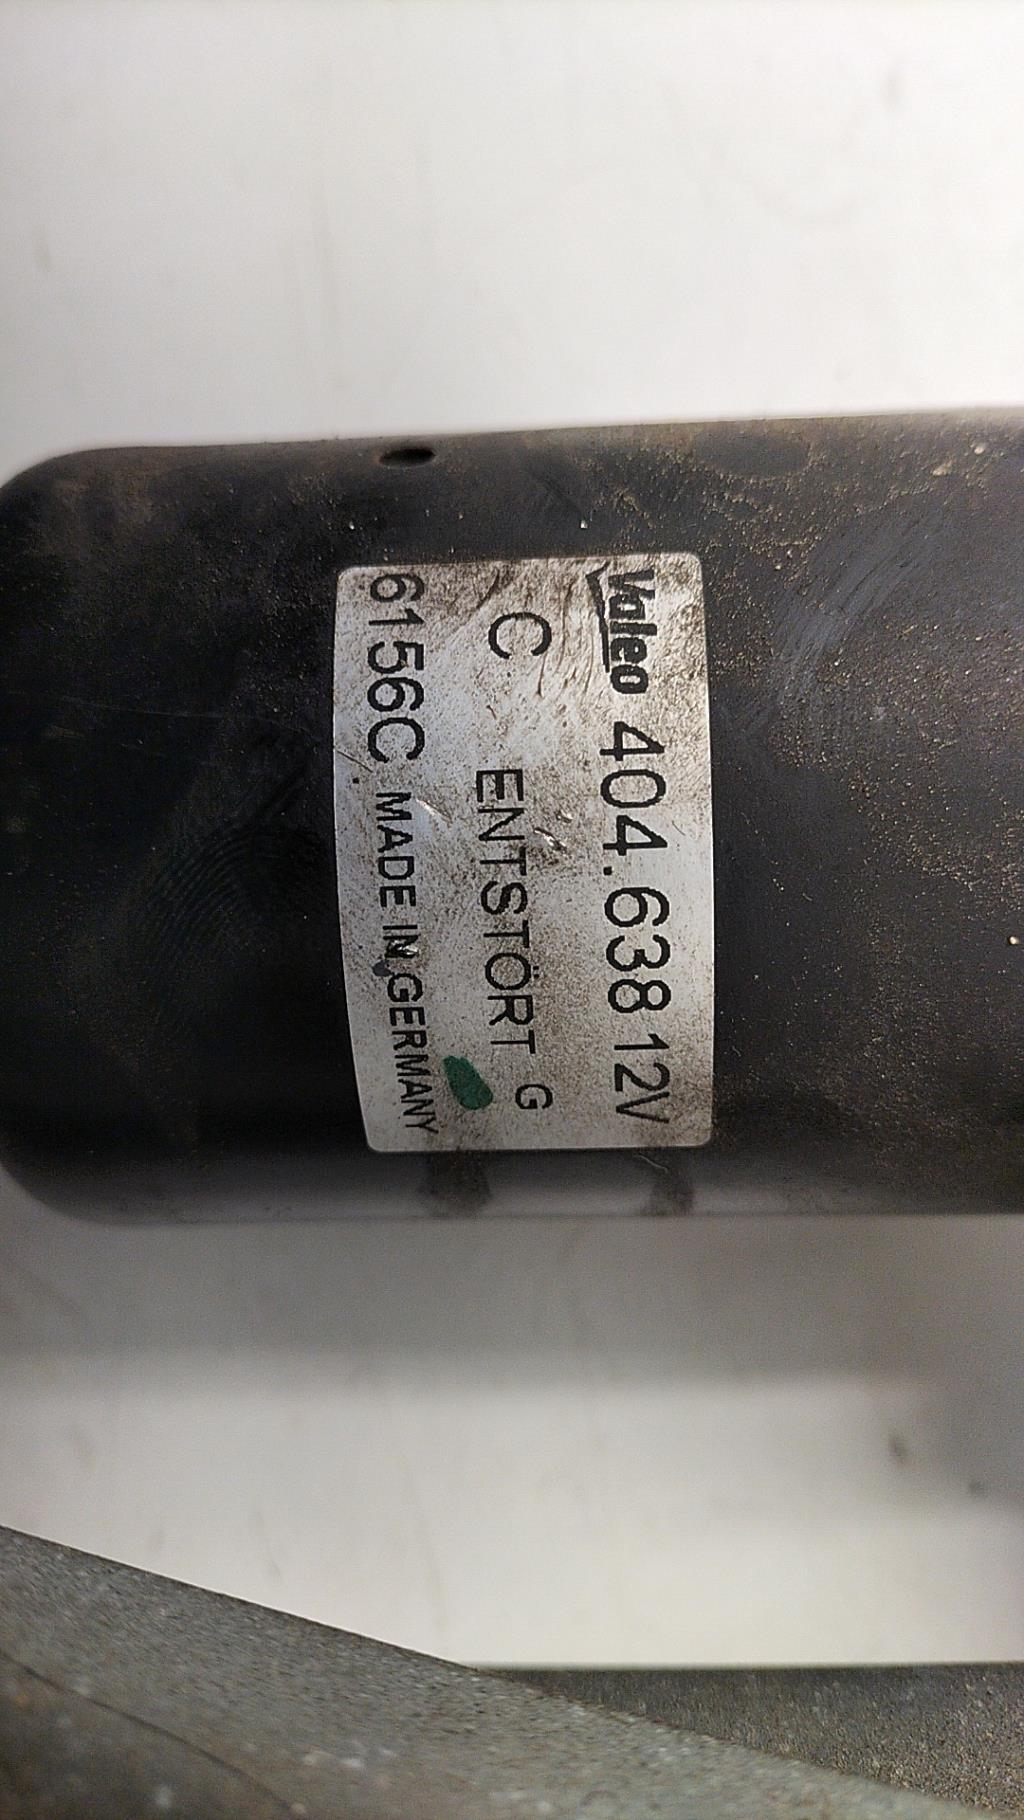 Valeo 404.638 12V
C ENTSTÖRT G
6156C MADE IN GERMANY